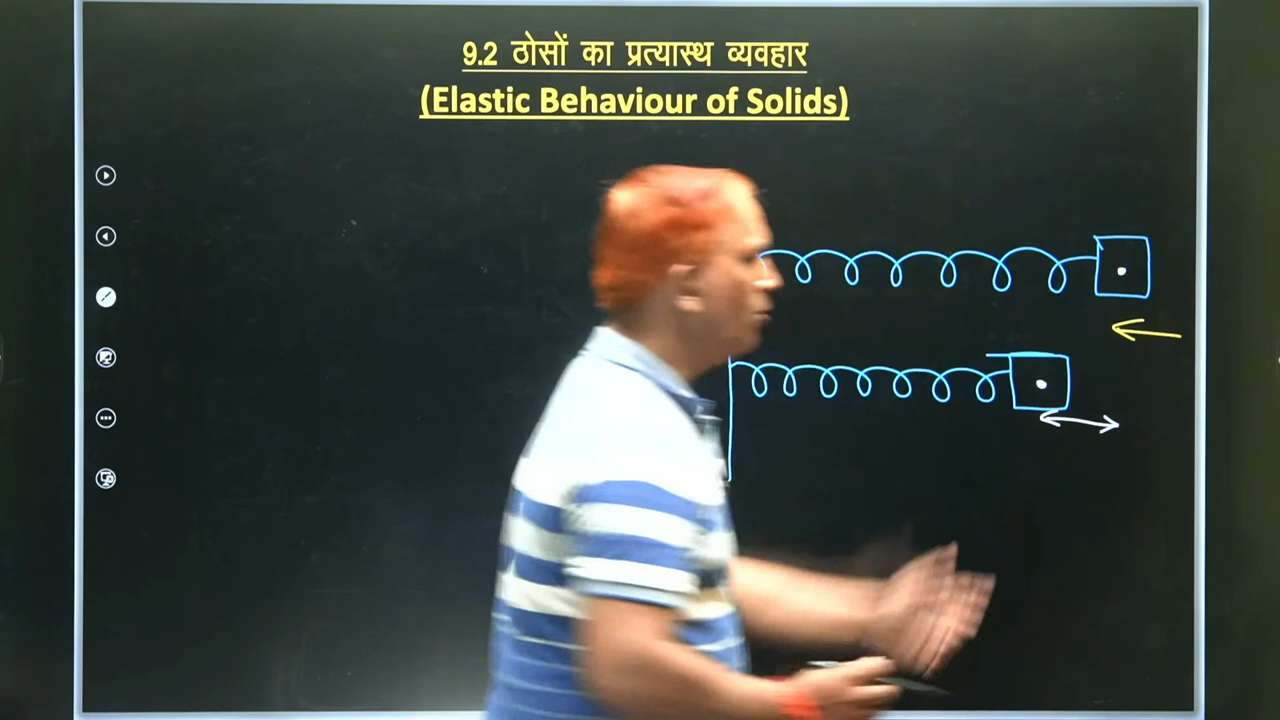 9.2 ठोसों का प्रत्यास्थ व्यवहार
(Elastic Behaviour of Solids)